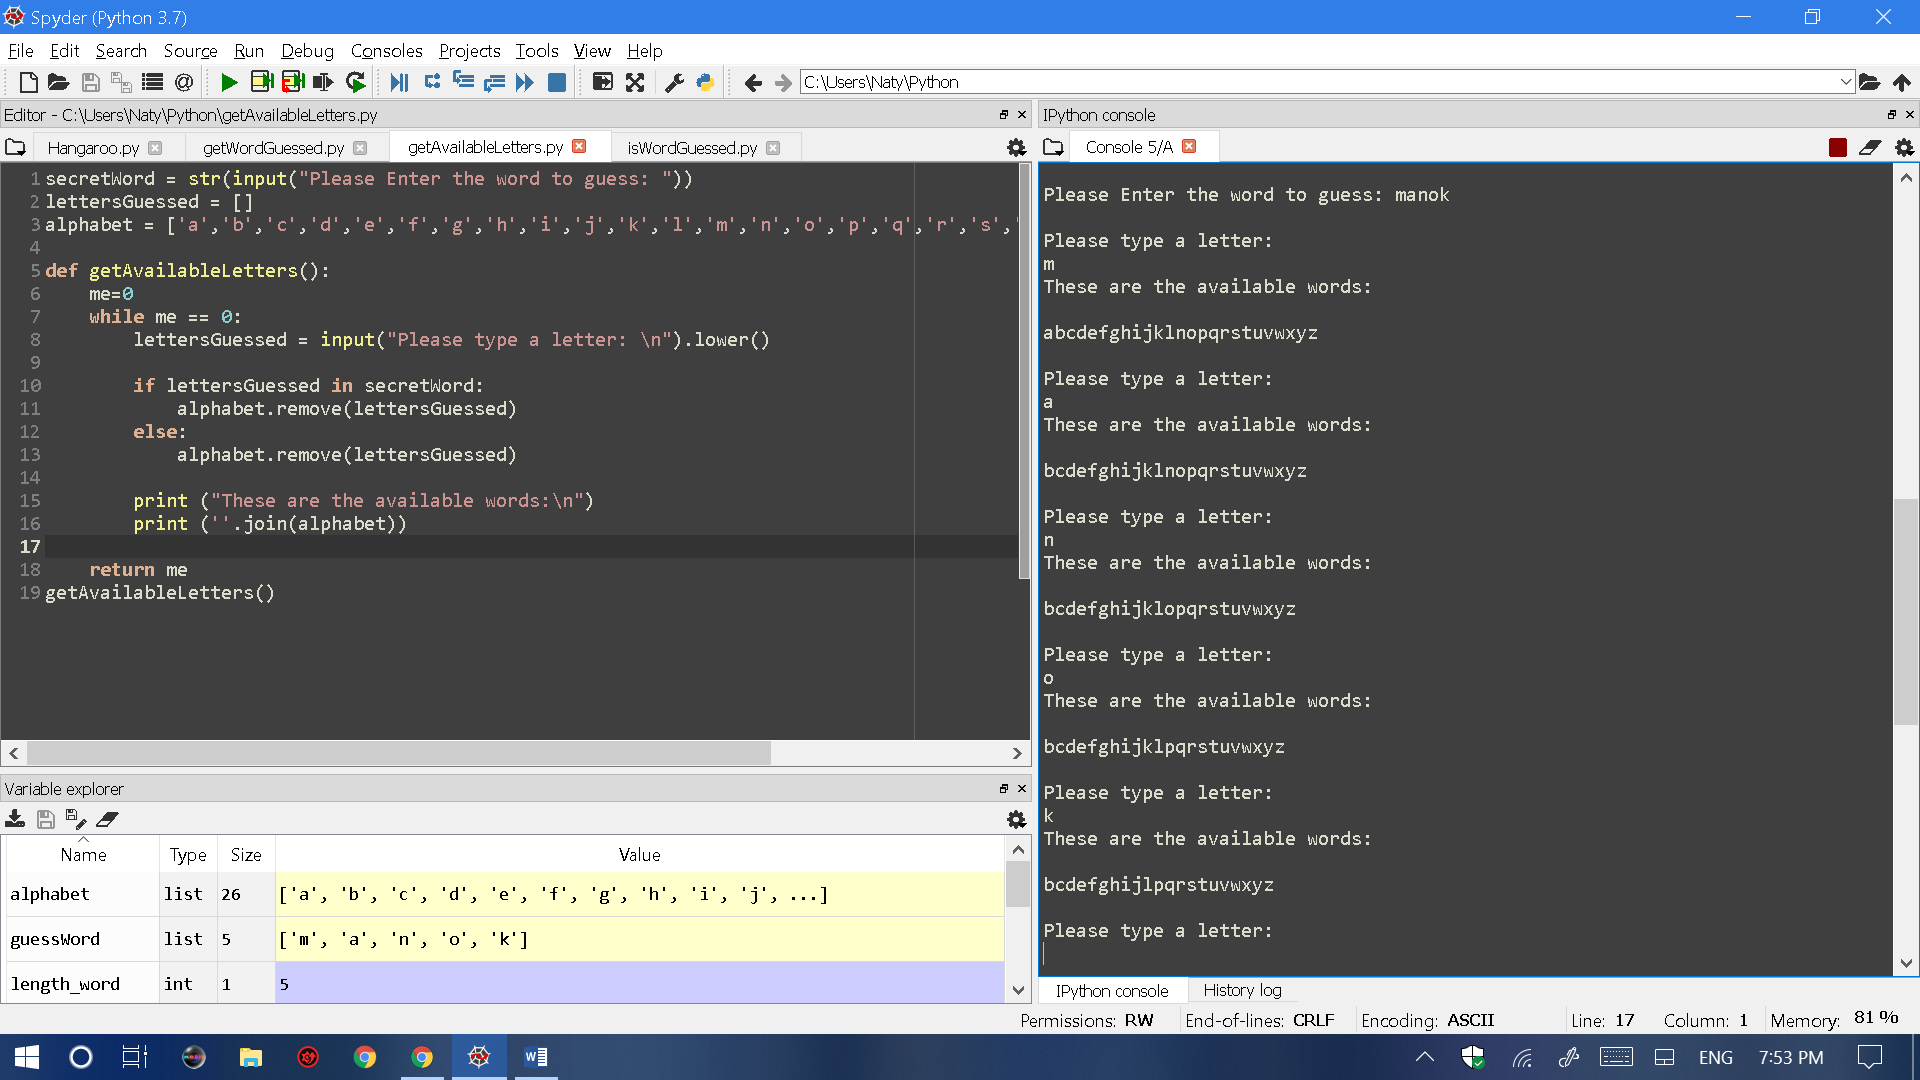 Spyder (Python 3.7)
File Edit Search Source Run Debug Consoles Projects Tools View Help
C:\Users\Naty\Python
Editor - C:\Users\Naty\Python\getAvailableLetters.py
Hangaroo.py getWordGuessed.py getAvailableLetters.py isWordGuessed.py
1 secretWord = str(input("Please Enter the word to guess: "))
2 lettersGuessed = []
3 alphabet = ['a','b','c','d','e','f','g','h','i','j','k','l','m','n','o','p','q','r','s','
4
5 def getAvailableLetters():
6     me=0
7     while me == 0:
8         lettersGuessed = input("Please type a letter: \n").lower()
9
10         if lettersGuessed in secretWord:
11             alphabet.remove(lettersGuessed)
12         else:
13             alphabet.remove(lettersGuessed)
14
15         print ("These are the available words:\n")
16         print (''.join(alphabet))
17
18     return me
19 getAvailableLetters()
Variable explorer
Name Type Size Value
alphabet list 26 ['a', 'b', 'c', 'd', 'e', 'f', 'g', 'h', 'i', 'j', ...]
guessWord list 5 ['m', 'a', 'n', 'o', 'k']
length_word int 1 5
IPython console
Console 5/A
Please Enter the word to guess: manok
Please type a letter:
m
These are the available words:
abcdefghijklnopqrstuvwxyz
Please type a letter:
a
These are the available words:
bcdefghijklnopqrstuvwxyz
Please type a letter:
n
These are the available words:
bcdefghijklopqrstuvwxyz
Please type a letter:
o
These are the available words:
bcdefghijklpqrstuvwxyz
Please type a letter:
k
These are the available words:
bcdefghijlpqrstuvwxyz
Please type a letter:
IPython console History log
Permissions: RW End-of-lines: CRLF Encoding: ASCII Line: 17 Column: 1 Memory: 81 %
ENG 7:53 PM